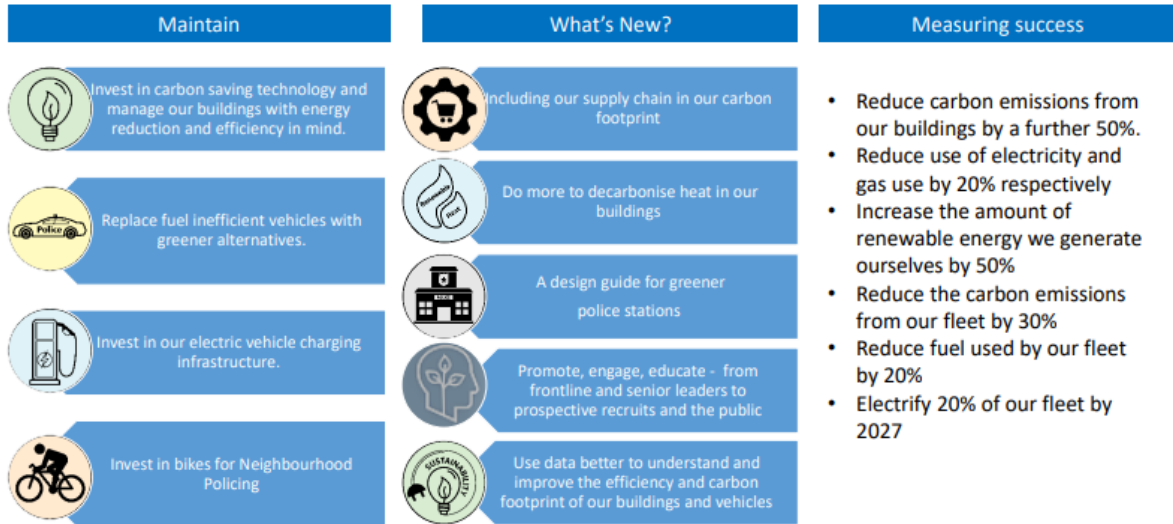 Maintain
Invest in carbon saving technology and
manage our buildings with energy
reduction and efficiency in mind.
Police
Replace fuel inefficient vehicles with
greener alternatives.
Invest in our electric vehicle charging
infrastructure.
Invest in bikes for Neighbourhood
Policing
What's New?
Including our supply chain in our carbon
footprint
Renewable
Heat
Do more to decarbonise heat in our
buildings
A design guide for greener
police stations
Promote, engage, educate - from
frontline and senior leaders to
prospective recruits and the public
SUSTAINABILITY
Use data better to understand and
improve the efficiency and carbon
footprint of our buildings and vehicles
Measuring success
• Reduce carbon emissions from
our buildings by a further 50%.
• Reduce use of electricity and
gas use by 20% respectively
• Increase the amount of
renewable energy we generate
ourselves by 50%
• Reduce the carbon emissions
from our fleet by 30%
• Reduce fuel used by our fleet
by 20%
• Electrify 20% of our fleet by
2027